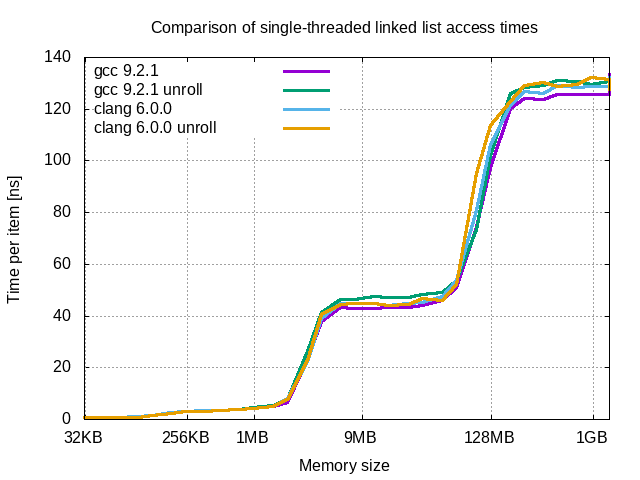 Comparison of single-threaded linked list access times
140
120
100
80
60
40
20
0
Time per item [ns]
gcc 9.2.1
gcc 9.2.1 unroll
clang 6.0.0
clang 6.0.0 unroll
32KB 256KB 1MB 9MB 128MB 1GB
Memory size